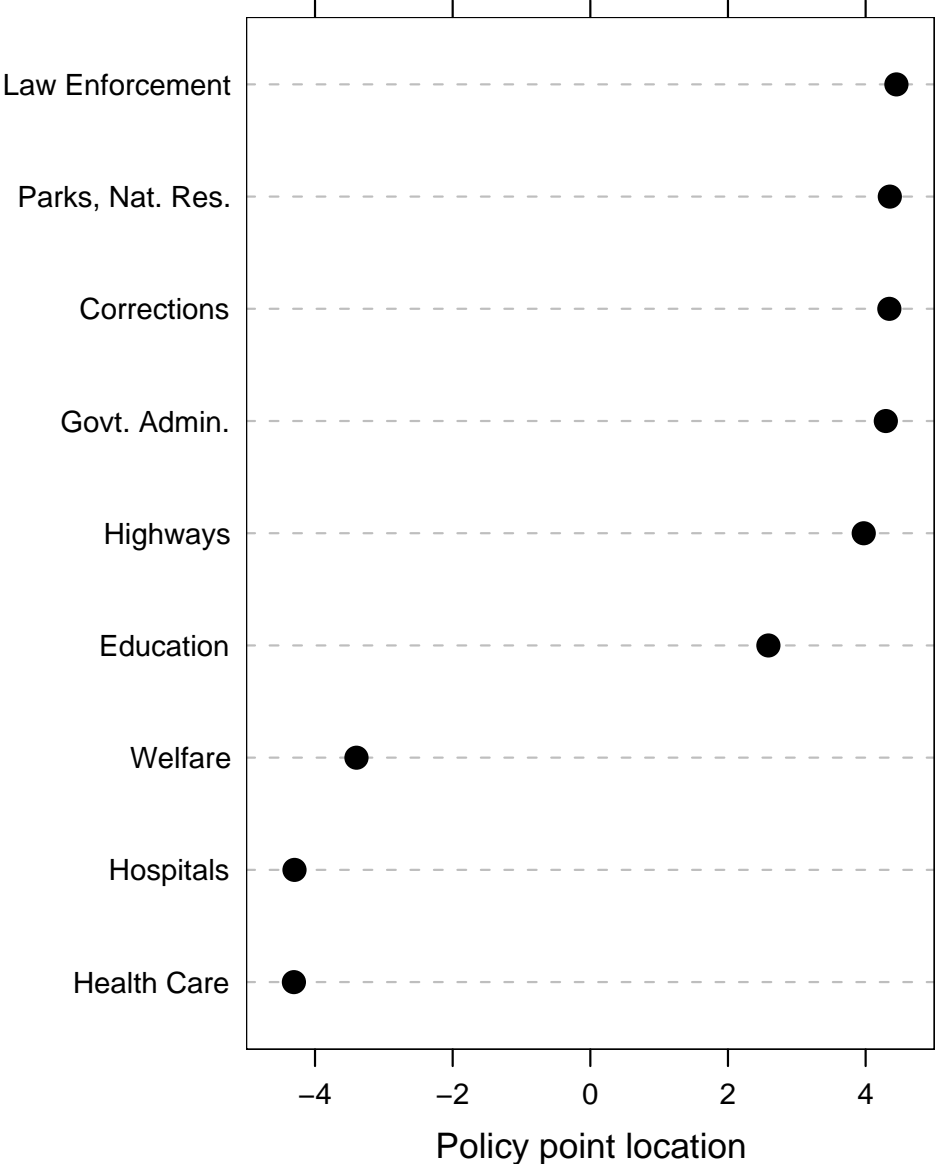 Law Enforcement
Parks, Nat. Res.
Corrections
Govt. Admin.
Highways
Education
Welfare
Hospitals
Health Care
−4 −2 0 2 4
Policy point location